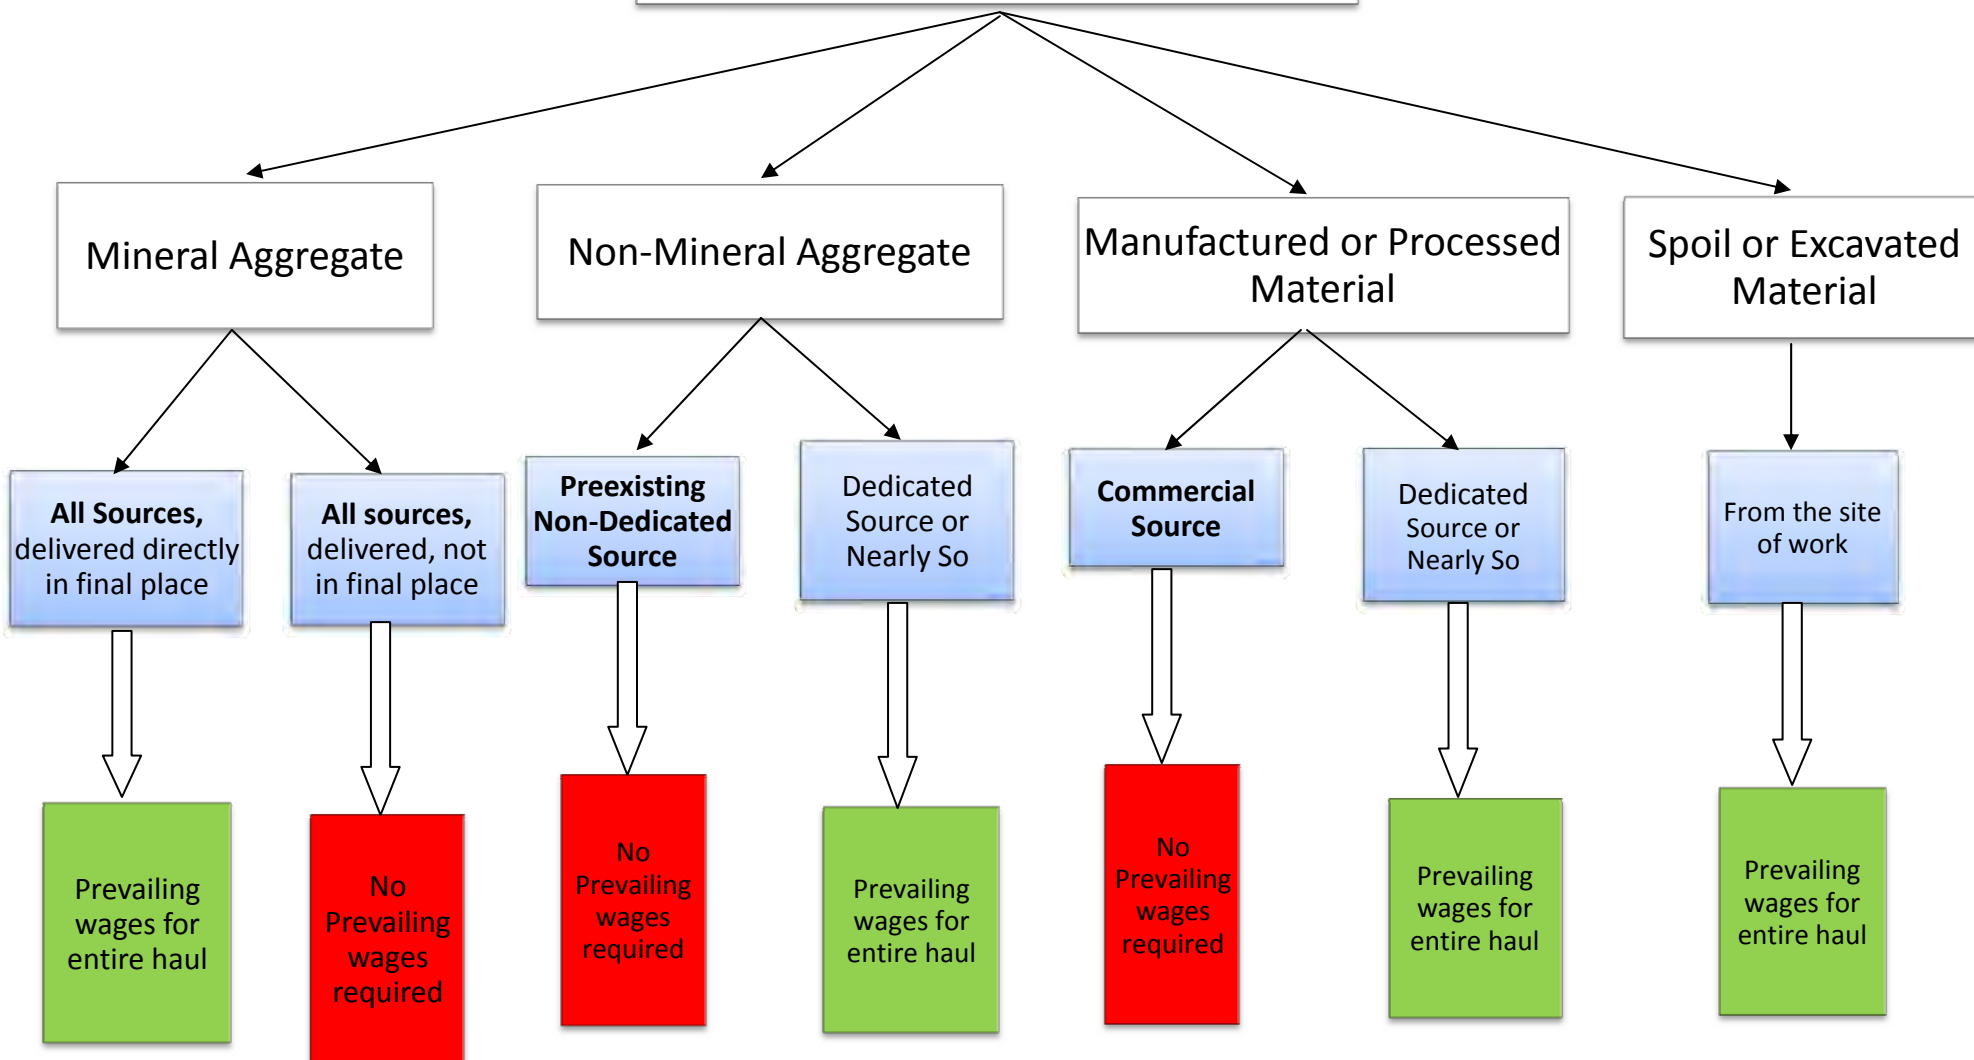 Mineral Aggregate
Non-Mineral Aggregate
Manufactured or Processed
Material
Spoil or Excavated
Material
All Sources,
delivered directly
in final place
All sources,
delivered, not
in final place
Preexisting
Non-Dedicated
Source
Dedicated
Source or
Nearly So
Commercial
Source
Dedicated
Source or
Nearly So
From the site
of work
Prevailing
wages for
entire haul
No
Prevailing
wages
required
No
Prevailing
wages
required
Prevailing
wages for
entire haul
No
Prevailing
wages
required
Prevailing
wages for
entire haul
Prevailing
wages for
entire haul